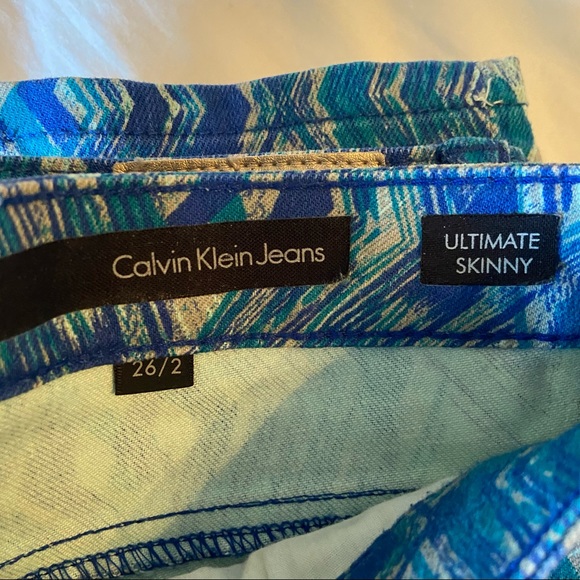 Calvin Klein Jeans
ULTIMATE
SKINNY
26/2